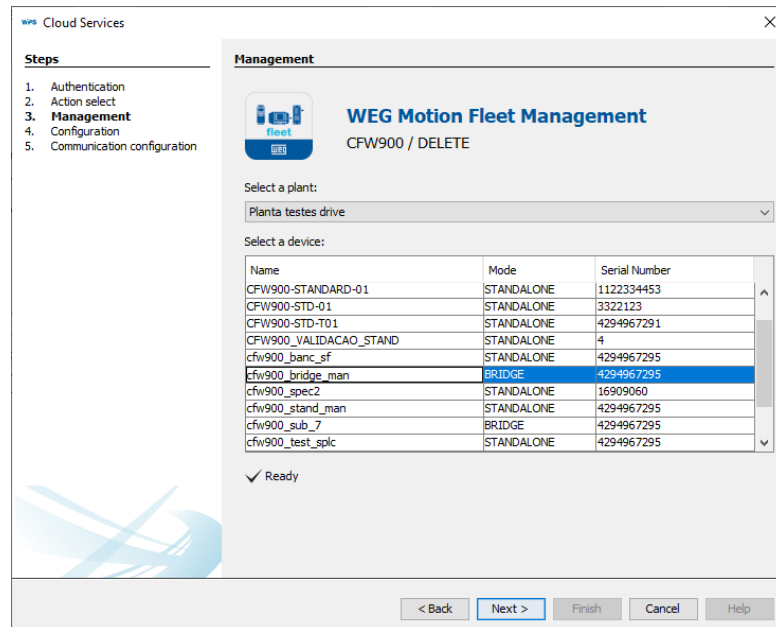 WPS Cloud Services
Steps
1. Authentication
2. Action select
3. Management
4. Configuration
5. Communication configuration
Management
fleet
WEG
WEG Motion Fleet Management
CFW900 / DELETE
Select a plant:
Planta testes drive
Select a device:
Name Mode Serial Number
CFW900-STANDARD-01 STANDALONE 1122334453
CFW900-STD-01 STANDALONE 3322123
CFW900-STD-T01 STANDALONE 4294967291
CFW900_VALIDACAO_STAND STANDALONE 4
cfw900_banc_sf STANDALONE 4294967295
cfw900_bridge_man BRIDGE 4294967295
cfw900_spec2 STANDALONE 16909060
cfw900_stand_man STANDALONE 4294967295
cfw900_sub_7 BRIDGE 4294967295
cfw900_test_splc STANDALONE 4294967295
Ready
< Back Next > Finish Cancel Help